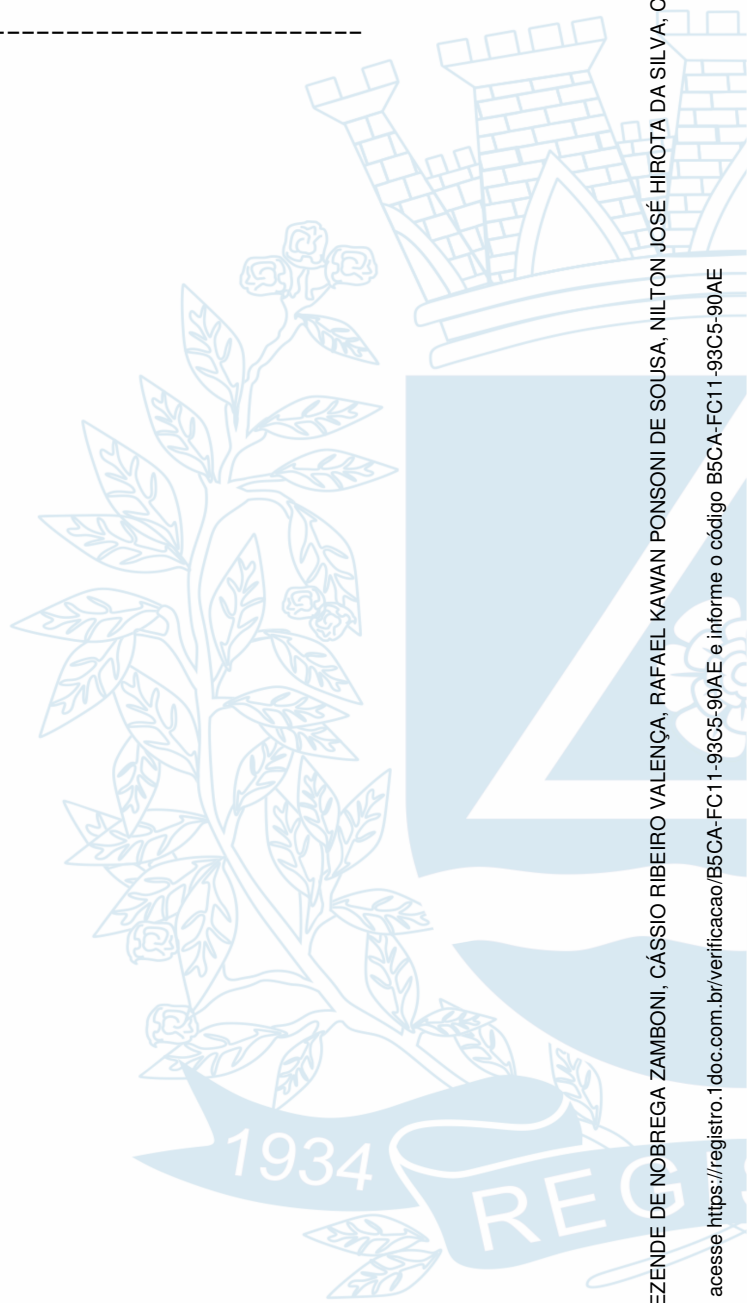 EZENDE DE NOBREGA ZAMBONI, CÁSSIO RIBEIRO VALENÇA, RAFAEL KAWAN PONSONI DE SOUSA, NILTON JOSÉ HIROTA DA SILVA,
acesse https://registro.1doc.com.br/verificacao/B5CA-FC11-93C5-90AE e informe o código B5CA-FC11-93C5-90AE
1934
REG